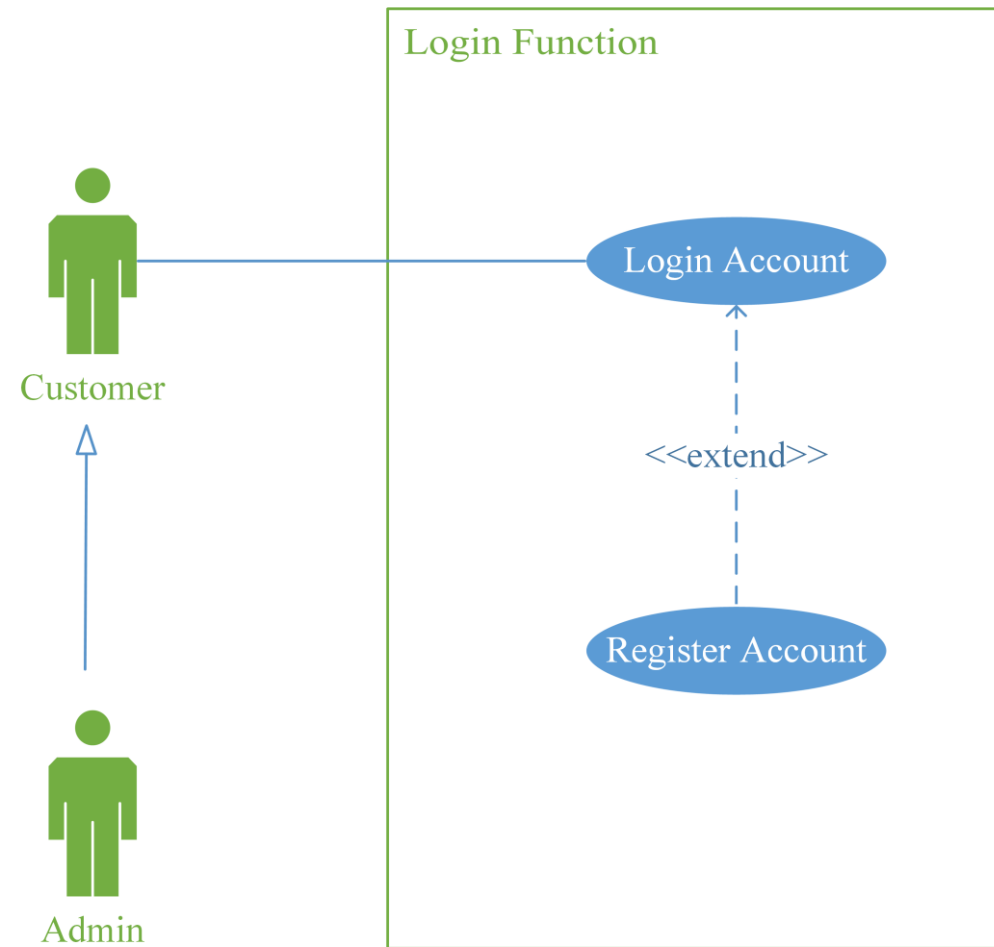 Login Function
Login Account
Customer
<<extend>>
Register Account
Admin